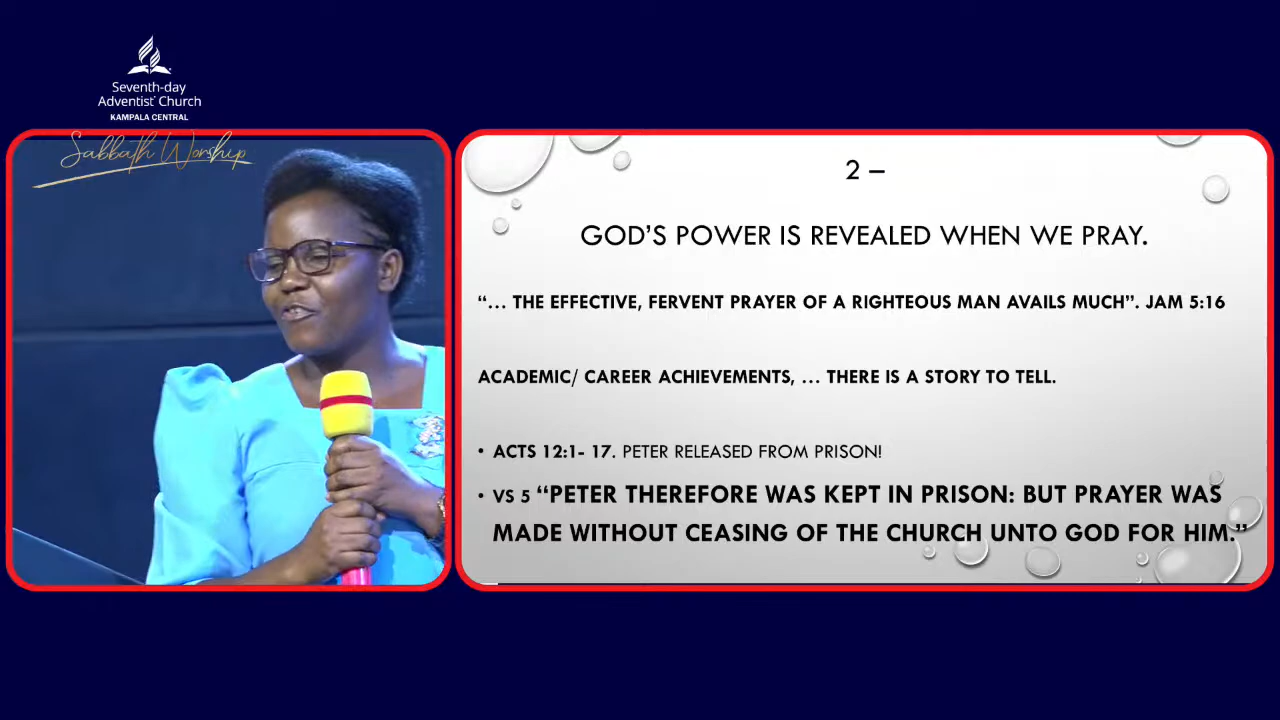 Seventh-day
Adventist Church
KAMPALA CENTRAL
Sabbath Worship
2 –
GOD’S POWER IS REVEALED WHEN WE PRAY.
“… THE EFFECTIVE, FERVENT PRAYER OF A RIGHTEOUS MAN AVAILS MUCH”. JAM 5:16
ACADEMIC/ CAREER ACHIEVEMENTS, … THERE IS A STORY TO TELL.
• ACTS 12:1- 17. PETER RELEASED FROM PRISON!
• VS 5 “PETER THEREFORE WAS KEPT IN PRISON: BUT PRAYER WAS
MADE WITHOUT CEASING OF THE CHURCH UNTO GOD FOR HIM.”